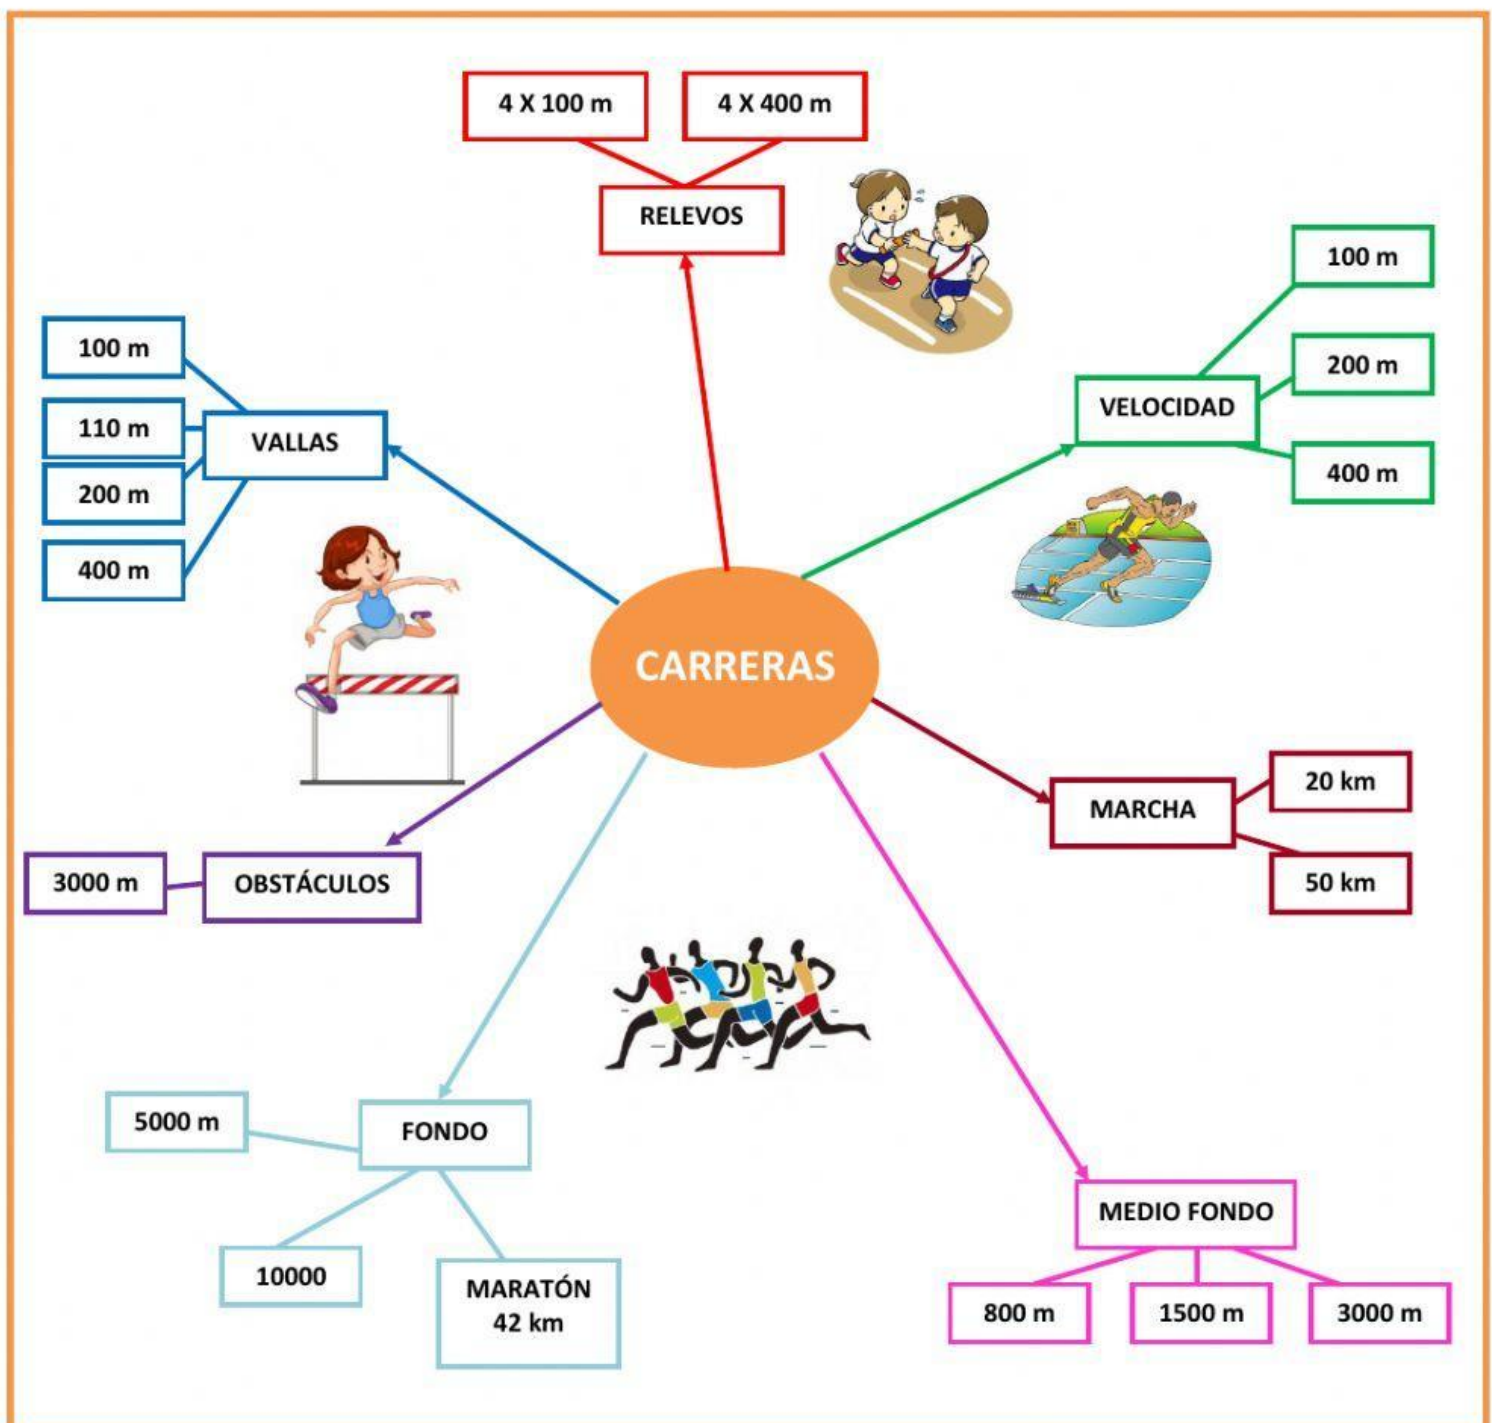 4 X 100 m
4 X 400 m
RELEVOS
100 m
200 m
400 m
VELOCIDAD
100 m
110 m
200 m
400 m
VALLAS
CARRERAS
20 km
50 km
MARCHA
3000 m
OBSTÁCULOS
5000 m
FONDO
10000
MARATÓN
42 km
MEDIO FONDO
800 m
1500 m
3000 m